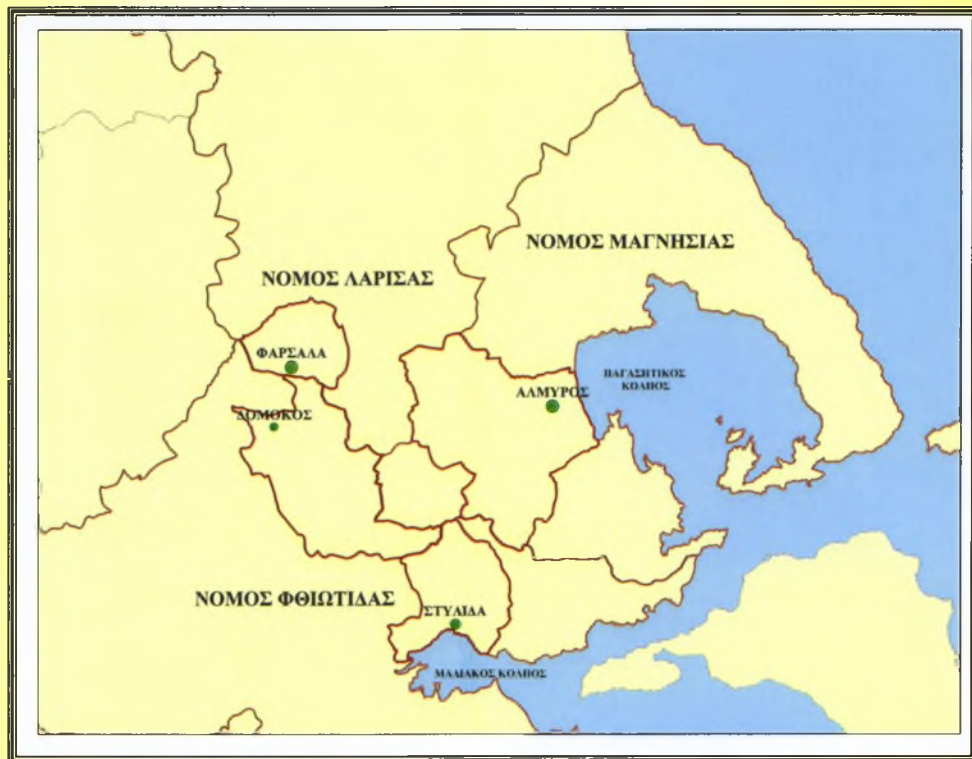 ΝΟΜΟΣ ΜΑΓΝΗΣΙΑΣ
ΝΟΜΟΣ ΛΑΡΙΣΑΣ
ΦΑΡΣΑΛΑ
ΠΑΓΑΣΗΤΙΚΟΣ
ΚΟΛΠΟΣ
ΑΛΜΥΡΟΣ
ΔΟΜΟΚΟΣ
ΝΟΜΟΣ ΦΘΙΩΤΙΔΑΣ
ΣΤΥΛΙΔΑ
ΜΑΛΙΑΚΟΣ ΚΟΛΠΟΣ